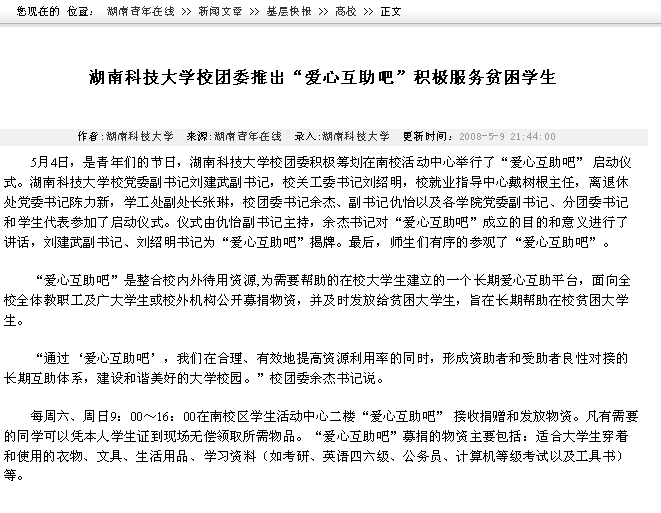 您现在的 位置： 湖南青年在线 >> 新闻文章 >> 基层快报 >> 高校 >> 正文
湖南科技大学校团委推出“爱心互助吧”积极服务贫困学生
作者:湖南科技大学 来源:湖南青年在线 录入:湖南科技大学 更新时间：2008-5-9 21:44:00
5月4日，是青年们的节日，湖南科技大学校团委积极筹划在南校活动中心举行了“爱心互助吧” 启动仪
式。湖南科技大学校党委副书记刘建武副书记，校关工委书记刘绍明，校就业指导中心戴树根主任，离退休
处党委书记陈力新，学工处副处长张琳，校团委书记余杰、副书记仇怡以及各学院党委副书记、分团委书记
和学生代表参加了启动仪式。仪式由仇怡副书记主持，余杰书记对“爱心互助吧”成立的目的和意义进行了
讲话，刘建武副书记、刘绍明书记为“爱心互助吧”揭牌。最后，师生们有序的参观了“爱心互助吧”。
“爱心互助吧”是整合校内外待用资源,为需要帮助的在校大学生建立的一个长期爱心互助平台，面向全
校全体教职工及广大学生或校外机构公开募捐物资，并及时发放给贫困大学生，旨在长期帮助在校贫困大学
生。
“通过‘爱心互助吧’，我们在合理、有效地提高资源利用率的同时，形成资助者和受助者良性对接的
长期互助体系，建设和谐美好的大学校园。”校团委余杰书记说。
每周六、周日9：00～16：00在南校区学生活动中心二楼“爱心互助吧” 接收捐赠和发放物资。凡有需要
的同学可以凭本人学生证到现场无偿领取所需物品。“爱心互助吧”募捐的物资主要包括：适合大学生穿着
和使用的衣物、文具、生活用品、学习资料（如考研、英语四六级、公务员、计算机等级考试以及工具书）
等。